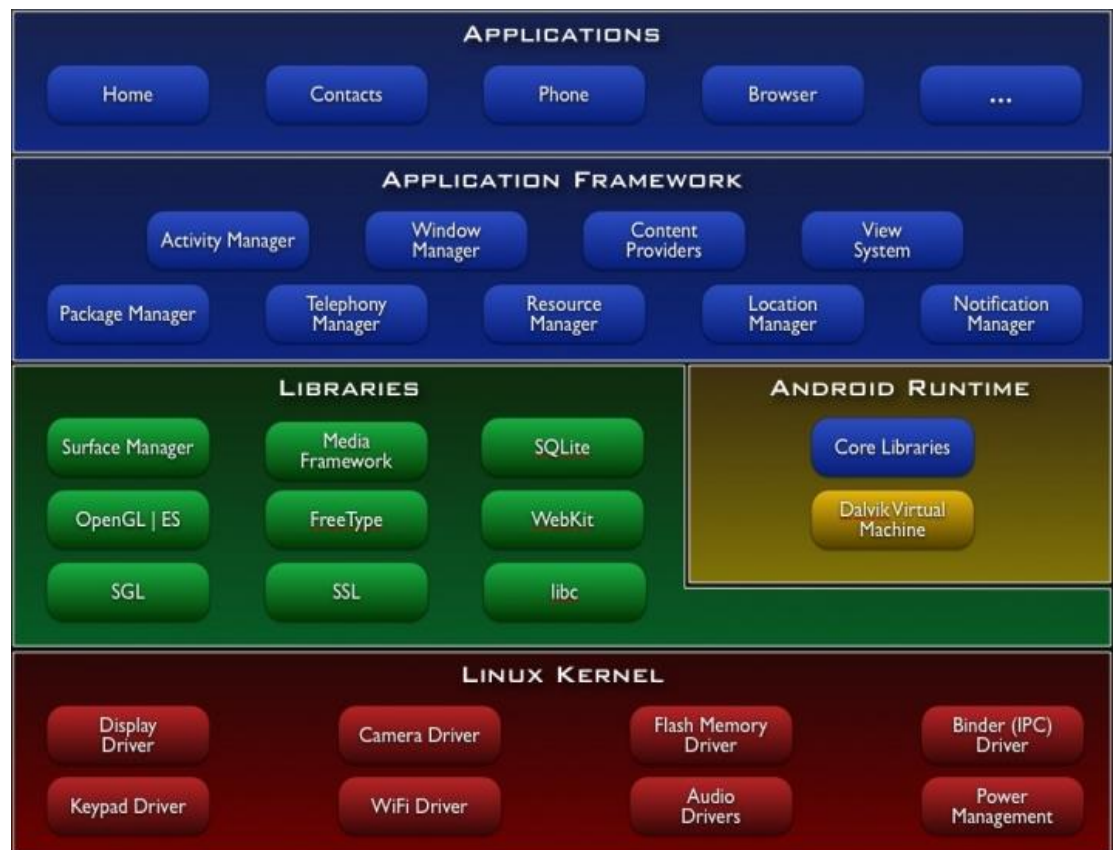 APPLICATIONS
Home
Contacts
Phone
Browser
...
APPLICATION FRAMEWORK
Activity Manager
Window
Manager
Content
Providers
View
System
Package Manager
Telephony
Manager
Resource
Manager
Location
Manager
Notification
Manager
LIBRARIES
Surface Manager
Media
Framework
SQLite
OpenGL | ES
FreeType
WebKit
SGL
SSL
libc
ANDROID RUNTIME
Core Libraries
Dalvik Virtual
Machine
LINUX KERNEL
Display
Driver
Camera Driver
Flash Memory
Driver
Binder (IPC)
Driver
Keypad Driver
WiFi Driver
Audio
Drivers
Power
Management